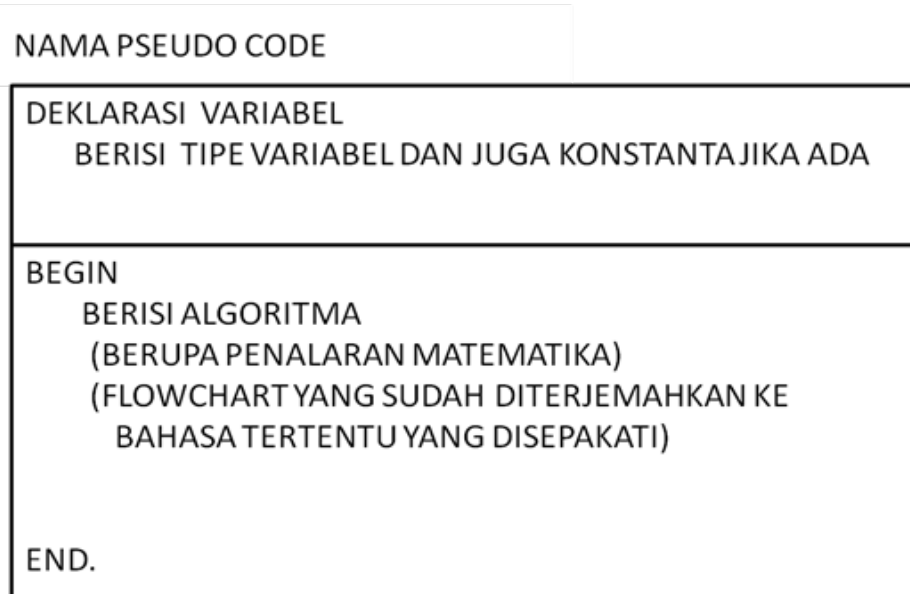 NAMA PSEUDO CODE
DEKLARASI VARIABEL
BERISI TIPE VARIABEL DAN JUGA KONSTANTA JIKA ADA
BEGIN
BERISI ALGORITMA
(BERUPA PENALARAN MATEMATIKA)
(FLOWCHART YANG SUDAH DITERJEMAHKAN KE
BAHASA TERTENTU YANG DISEPAKATI)
END.